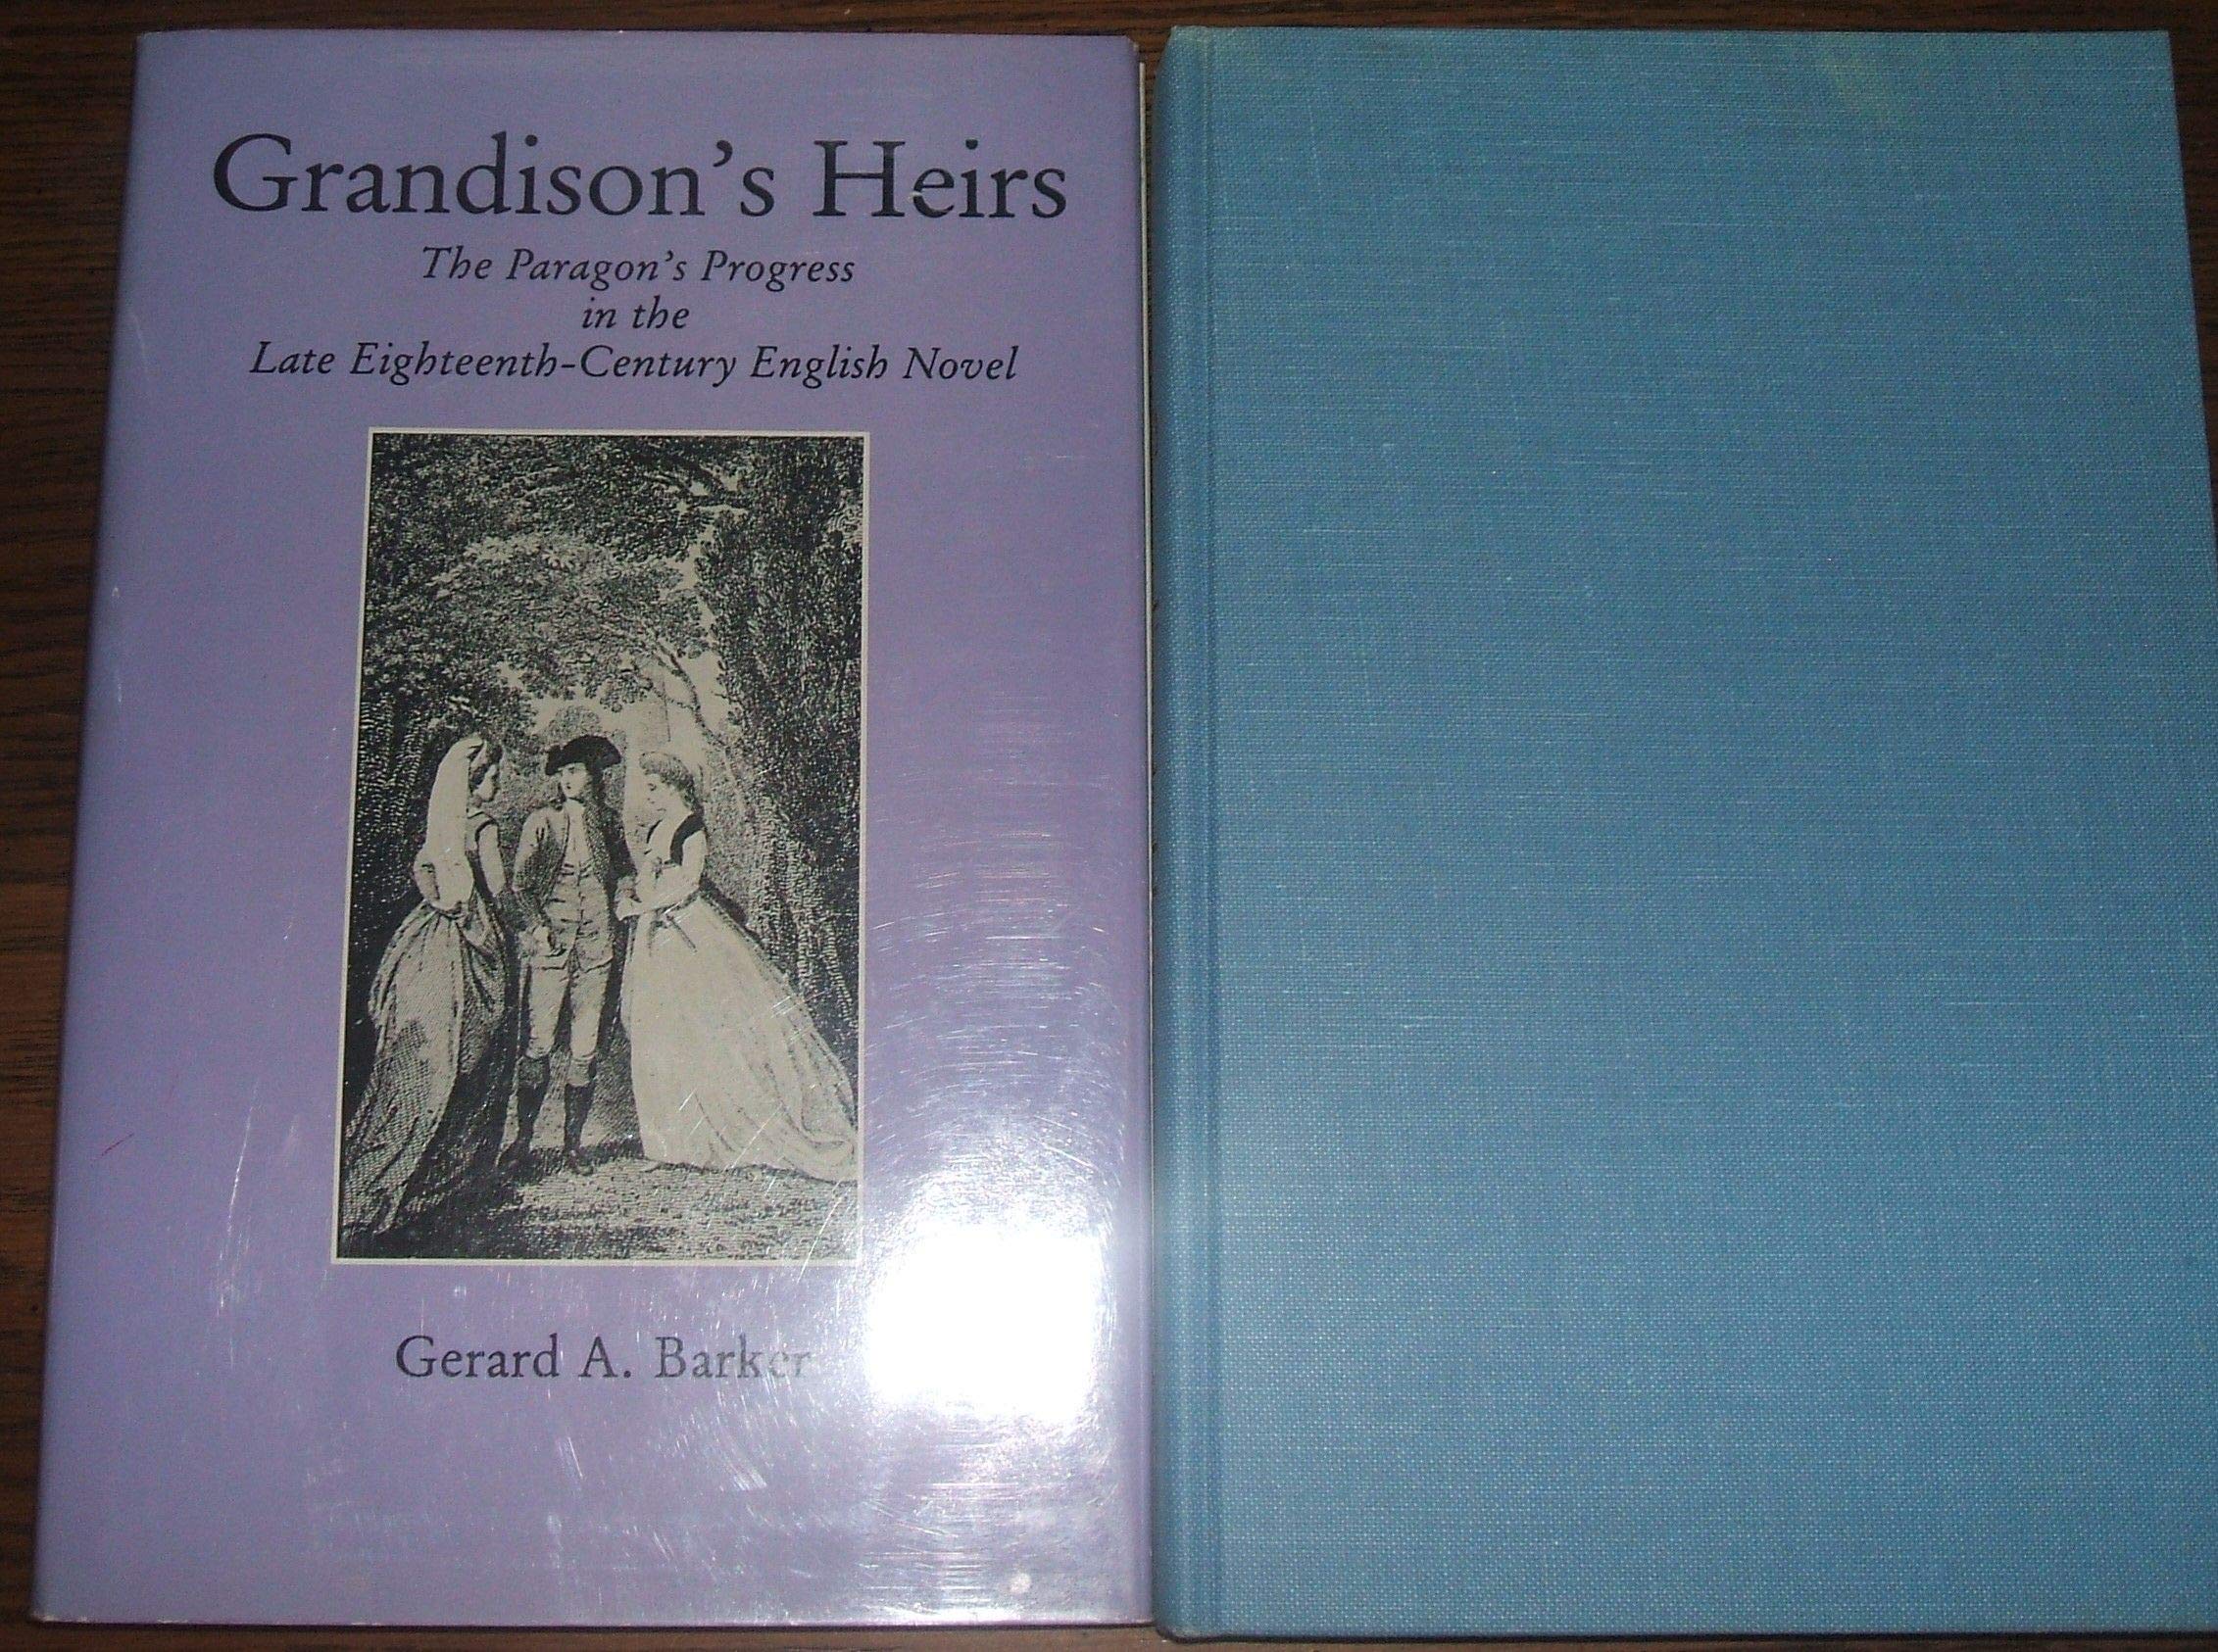 Grandison's Heirs
The Paragon's Progress
in the
Late Eighteenth-Century English Novel
Gerard A. Barker